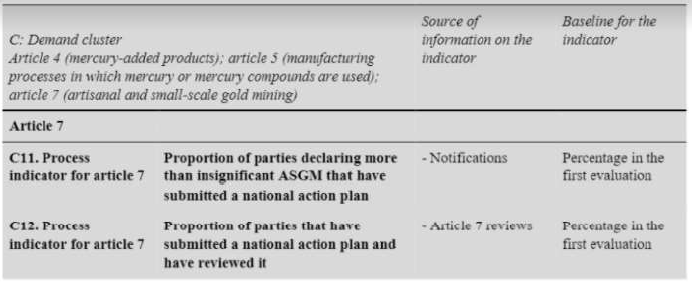 C: Demand cluster
Article 4 (mercury-added products); article 5 (manufacturing
processes in which mercury or mercury compounds are used);
article 7 (artisanal and small-scale gold mining)
Source of
information on the
indicator
Baseline for the
indicator
Article 7
C11. Process
indicator for article 7
Proportion of parties declaring more
than insignificant ASGM that have
submitted a national action plan
- Notifications
Percentage in the
first evaluation
C12. Process
indicator for article 7
Proportion of parties that have
submitted a national action plan and
have reviewed it
- Article 7 reviews
Percentage in the
first evaluation